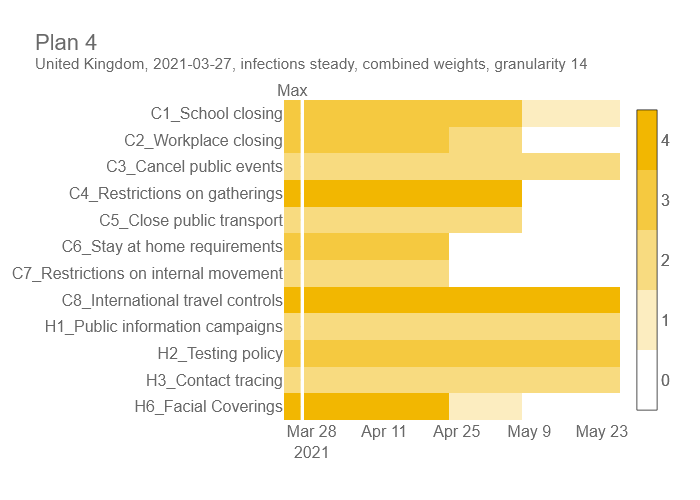 Plan 4
United Kingdom, 2021-03-27, infections steady, combined weights, granularity 14
Max
C1_School closing
C2_Workplace closing
C3_Cancel public events
C4_Restrictions on gatherings
C5_Close public transport
C6_Stay at home requirements
C7_Restrictions on internal movement
C8_International travel controls
H1_Public information campaigns
H2_Testing policy
H3_Contact tracing
H6_Facial Coverings
Mar 28 Apr 11 Apr 25 May 9 May 23
2021
4
3
2
1
0